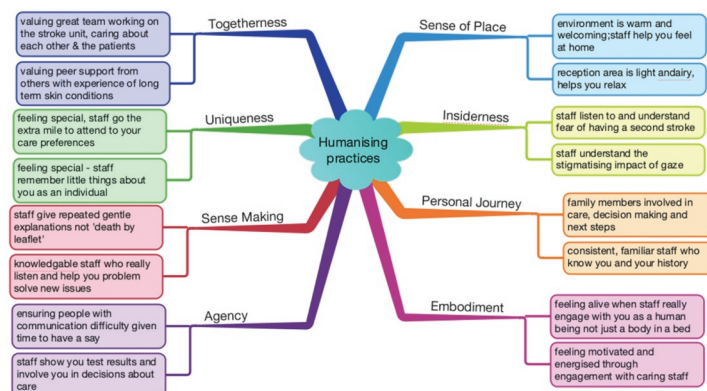 Togetherness
valuing great team working on
the stroke unit, caring about
each other & the patients
valuing peer support from
others with experience of long
term skin conditions
Uniqueness
feeling special, staff go the
extra mile to attend to your
care preferences
feeling special - staff
remember little things about
you as an individual
Sense Making
staff give repeated gentle
explanations not 'death by
leaflet'
knowledgable staff who really
listen and help you problem
solve new issues
Agency
ensuring people with
communication difficulty given
time to have a say
staff show you test results and
involve you in decisions about
care
Humanising
practices
Sense of Place
environment is warm and
welcoming;staff help you feel
at home
reception area is light andairy,
helps you relax
Insiderness
staff listen to and understand
fear of having a second stroke
staff understand the
stigmatising impact of gaze
Personal Journey
family members involved in
care, decision making and
next steps
consistent, familiar staff who
know you and your history
Embodiment
feeling alive when staff really
engage with you as a human
being not just a body in a bed
feeling motivated and
energised through
engagement with caring staff